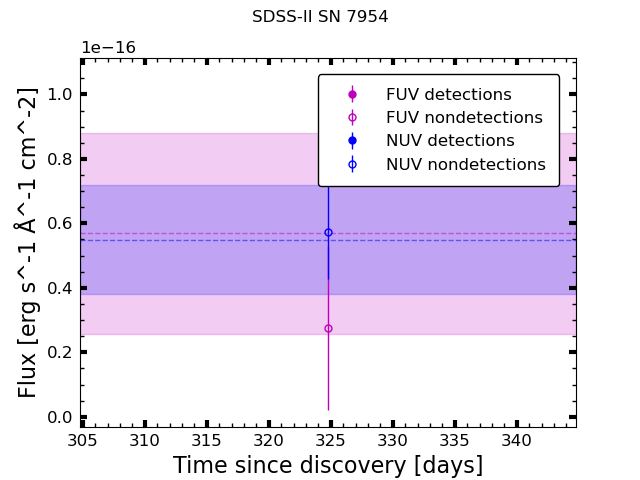 SDSS-II SN 7954
1e−16
FUV detections
FUV nondetections
NUV detections
NUV nondetections
Flux [erg s^-1 Å^-1 cm^-2]
1.0
0.8
0.6
0.4
0.2
0.0
305 310 315 320 325 330 335 340
Time since discovery [days]